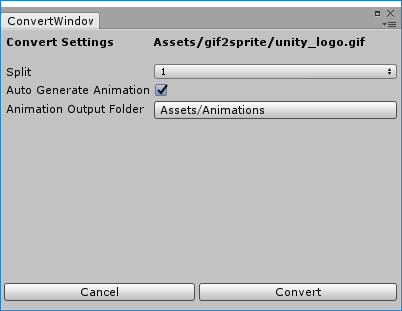 ConvertWindov
Convert Settings Assets/gif2sprite/unity_logo.gif
Split 1
Auto Generate Animation
Animation Output Folder Assets/Animations
Cancel Convert